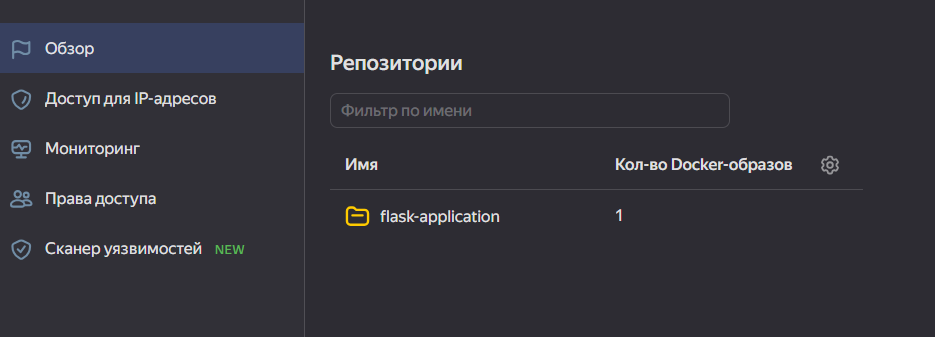 Обзор
Доступ для IP-адресов
Мониторинг
Права доступа
Сканер уязвимостей NEW
Репозитории
Фильтр по имени
Имя Кол-во Docker-образов
flask-application 1